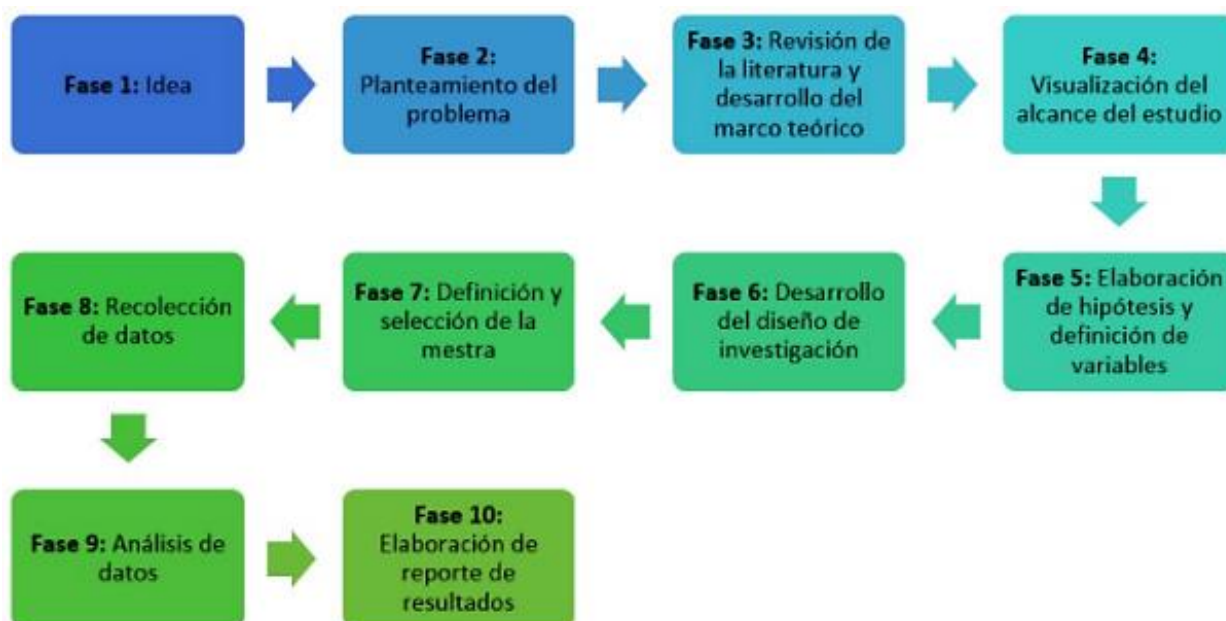 Fase 1: Idea
Fase 2:
Planteamiento del
problema
Fase 3: Revisión de
la literatura y
desarrollo del
marco teórico
Fase 4:
Visualización del
alcance del estudio
Fase 5: Elaboración
de hipótesis y
definición de
variables
Fase 6: Desarrollo
del diseño de
investigación
Fase 7: Definición y
selección de la
mestra
Fase 8: Recolección
de datos
Fase 9: Análisis de
datos
Fase 10:
Elaboración de
reporte de
resultados